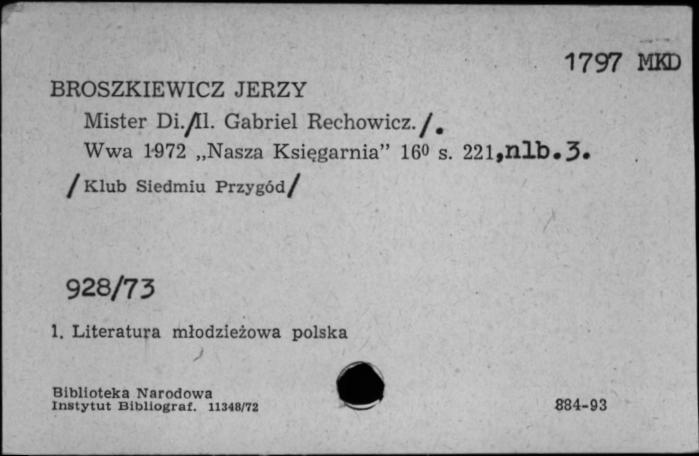 1797 MKD
BROSZKIEWICZ JERZY
Mister Di./Il. Gabriel Rechowicz./.
Wwa 1972 „Nasza Księgarnia” 16⁰ s. 221,nlb.3.
/Klub Siedmiu Przygód/
928/73
1. Literatura młodzieżowa polska
Biblioteka Narodowa
Instytut Bibliograf. 11348/72
884-93